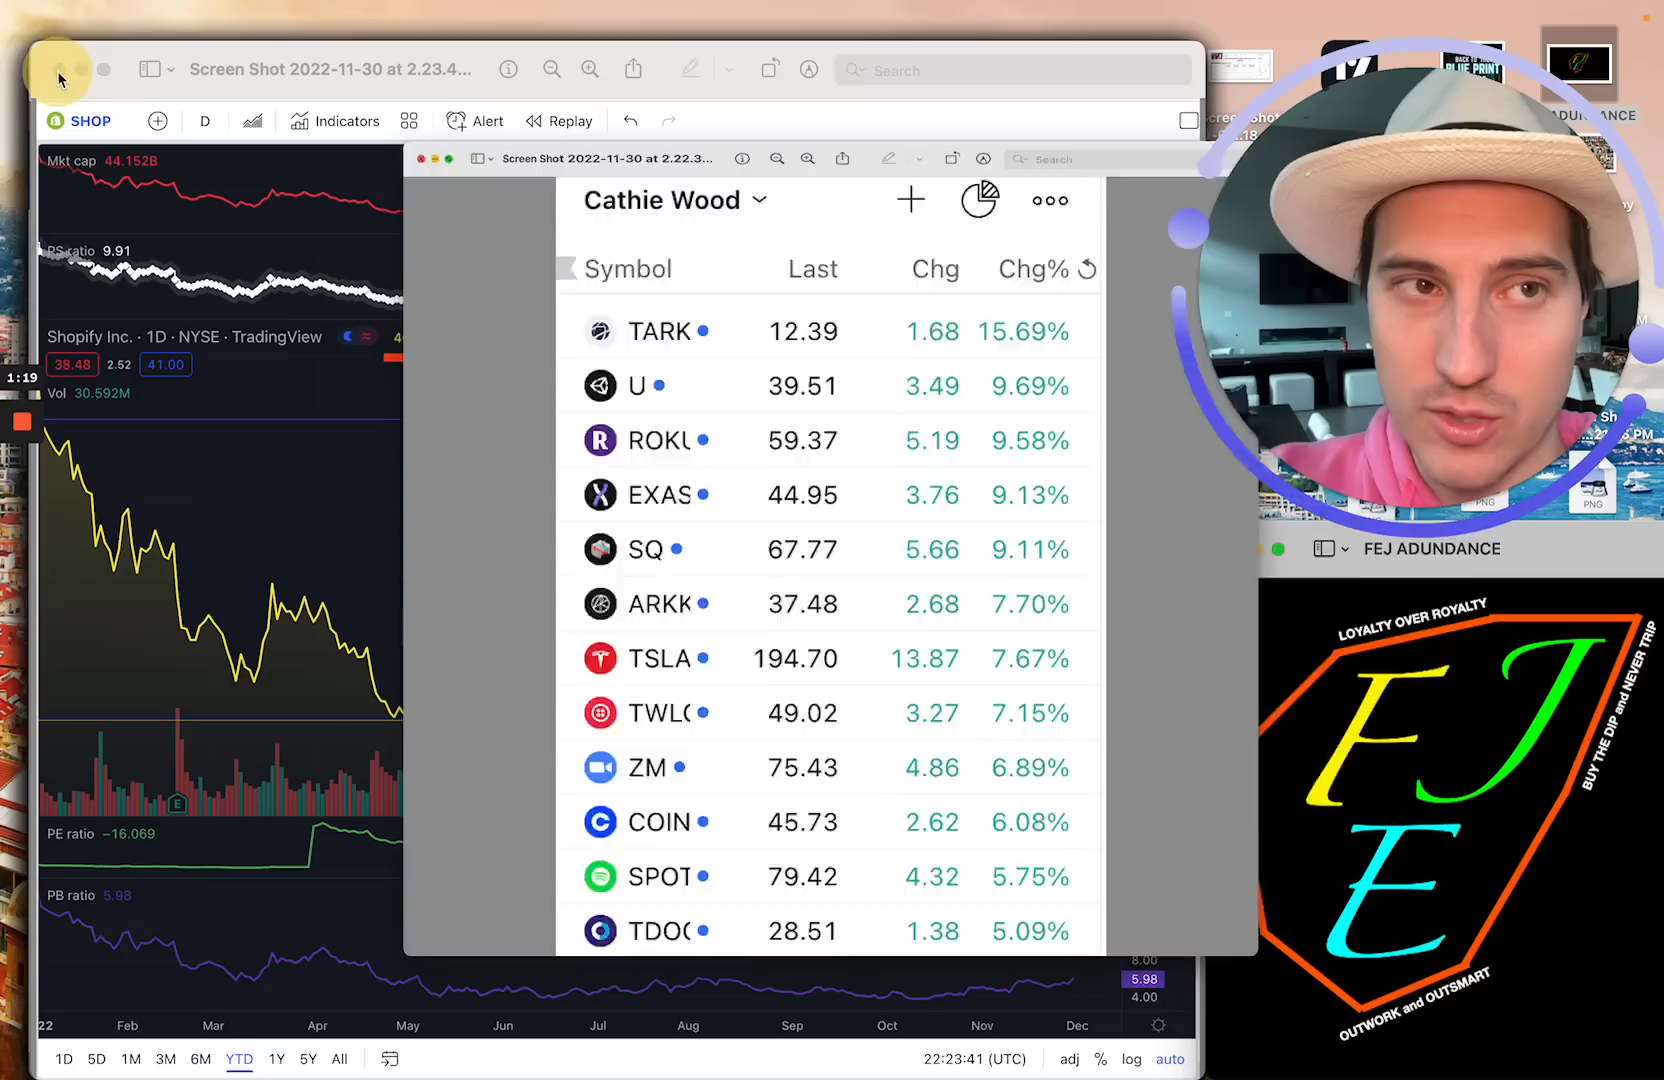 Screen Shot 2022-11-30 at 2.23.4...
Search
BACK TO THE
BLUE PRINT
SHOP
D
Indicators
Alert
Replay
Mkt cap 44.152B
PS ratio 9.91
Shopify Inc. · 1D · NYSE · TradingView
38.48 2.52 41.00
Vol 30.592M
1:19
PE ratio −16.069
PB ratio 5.98
Screen Shot 2022-11-30 at 2.22.3...
Search
Cathie Wood
Symbol Last Chg Chg%
TARK 12.39 1.68 15.69%
U 39.51 3.49 9.69%
ROKU 59.37 5.19 9.58%
EXAS 44.95 3.76 9.13%
SQ 67.77 5.66 9.11%
ARKK 37.48 2.68 7.70%
TSLA 194.70 13.87 7.67%
TWLO 49.02 3.27 7.15%
ZM 75.43 4.86 6.89%
COIN 45.73 2.62 6.08%
SPOT 79.42 4.32 5.75%
TDOC 28.51 1.38 5.09%
8.00
5.98
4.00
22 Feb Mar Apr May Jun Jul Aug Sep Oct Nov Dec
1D 5D 1M 3M 6M YTD 1Y 5Y All
22:23:41 (UTC) adj % log auto
PNG
PNG
FEJ ADUNDANCE
LOYALTY OVER ROYALTY
BUY THE DIP and NEVER TRIP
F J
E
OUTWORK and OUTSMART